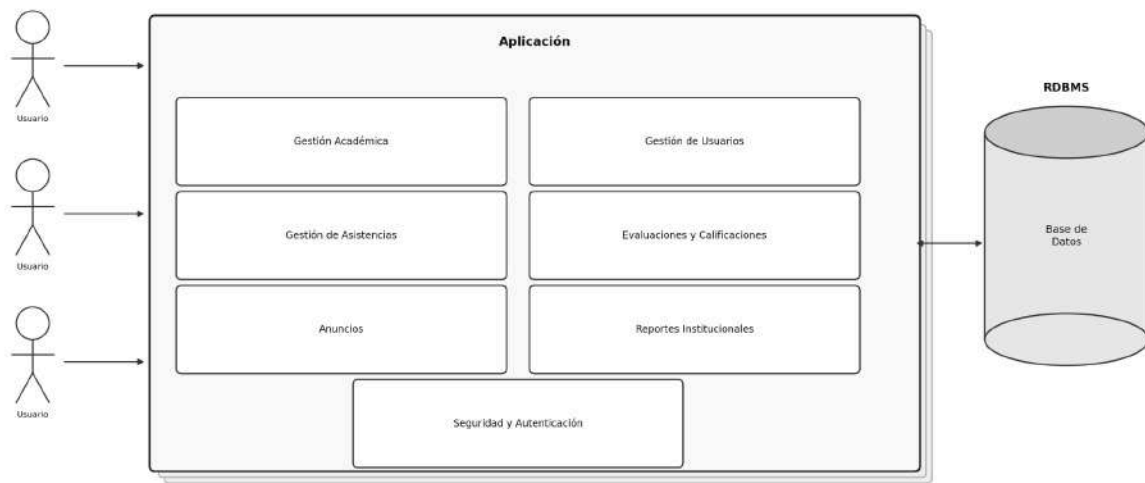 Aplicación
RDBMS
Usuario
Gestión Académica
Gestión de Usuarios
Gestión de Asistencias
Evaluaciones y Calificaciones
Base de
Datos
Usuario
Anuncios
Reportes Institucionales
Usuario
Seguridad y Autenticación